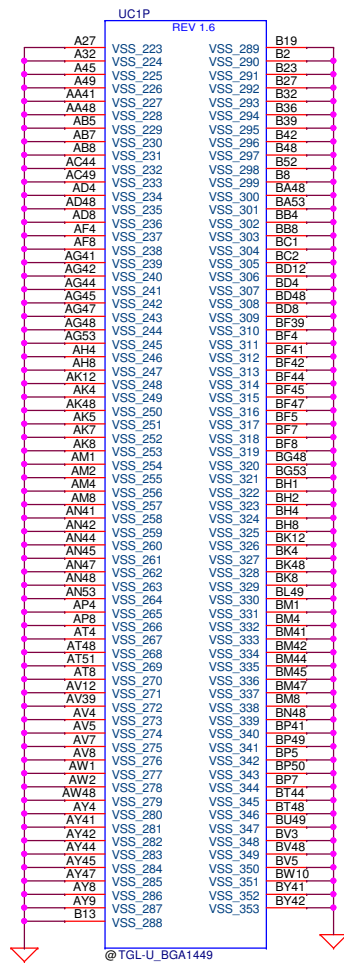 UC1P
REV 1.6
A27 VSS_223 VSS_289 B19
A32 VSS_224 VSS_290 B2
A45 VSS_225 VSS_291 B23
A49 VSS_226 VSS_292 B27
AA41 VSS_227 VSS_293 B32
AA48 VSS_228 VSS_294 B36
AB5 VSS_229 VSS_295 B39
AB7 VSS_230 VSS_296 B42
AB8 VSS_231 VSS_297 B48
AC44 VSS_232 VSS_298 B52
AC49 VSS_233 VSS_299 B8
AD4 VSS_234 VSS_300 BA48
AD48 VSS_235 VSS_301 BA53
AD8 VSS_236 VSS_302 BB4
AF4 VSS_237 VSS_303 BB8
AF8 VSS_238 VSS_304 BC1
AG41 VSS_239 VSS_305 BC2
AG42 VSS_240 VSS_306 BD12
AG44 VSS_241 VSS_307 BD4
AG45 VSS_242 VSS_308 BD48
AG47 VSS_243 VSS_309 BD8
AG48 VSS_244 VSS_310 BF39
AG53 VSS_245 VSS_311 BF4
AH4 VSS_246 VSS_312 BF41
AH8 VSS_247 VSS_313 BF42
AK12 VSS_248 VSS_314 BF44
AK4 VSS_249 VSS_315 BF45
AK48 VSS_250 VSS_316 BF47
AK5 VSS_251 VSS_317 BF5
AK7 VSS_252 VSS_318 BF7
AK8 VSS_253 VSS_319 BF8
AM1 VSS_254 VSS_320 BG48
AM2 VSS_255 VSS_321 BG53
AM4 VSS_256 VSS_322 BH1
AM8 VSS_257 VSS_323 BH2
AN41 VSS_258 VSS_324 BH4
AN42 VSS_259 VSS_325 BH8
AN44 VSS_260 VSS_326 BK12
AN45 VSS_261 VSS_327 BK4
AN47 VSS_262 VSS_328 BK48
AN48 VSS_263 VSS_329 BK8
AN53 VSS_264 VSS_330 BL49
AP4 VSS_265 VSS_331 BM1
AP8 VSS_266 VSS_332 BM4
AT4 VSS_267 VSS_333 BM41
AT48 VSS_268 VSS_334 BM42
AT51 VSS_269 VSS_335 BM44
AT8 VSS_270 VSS_336 BM45
AV12 VSS_271 VSS_337 BM47
AV39 VSS_272 VSS_338 BM8
AV4 VSS_273 VSS_339 BN48
AV5 VSS_274 VSS_340 BP41
AV7 VSS_275 VSS_341 BP49
AV8 VSS_276 VSS_342 BP5
AW1 VSS_277 VSS_343 BP50
AW2 VSS_278 VSS_344 BP7
AW48 VSS_279 VSS_345 BT44
AY4 VSS_280 VSS_346 BT48
AY41 VSS_281 VSS_347 BU49
AY42 VSS_282 VSS_348 BV3
AY44 VSS_283 VSS_349 BV48
AY45 VSS_284 VSS_350 BV5
AY47 VSS_285 VSS_351 BW10
AY8 VSS_286 VSS_352 BY41
AY9 VSS_287 VSS_353 BY42
B13 VSS_288
@ TGL-U_BGA1449